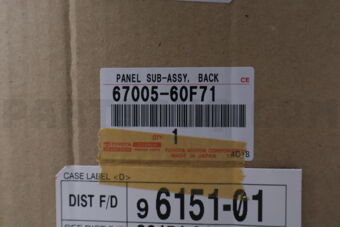 PANEL SUB-ASSY, BACK
CE
67005-60F71
QTY. 1
TOYOTA
TOYOTA MOTOR CORPORATION
MADE IN JAPAN
CASE LABEL <D>
DIST F/D
9 6151-01